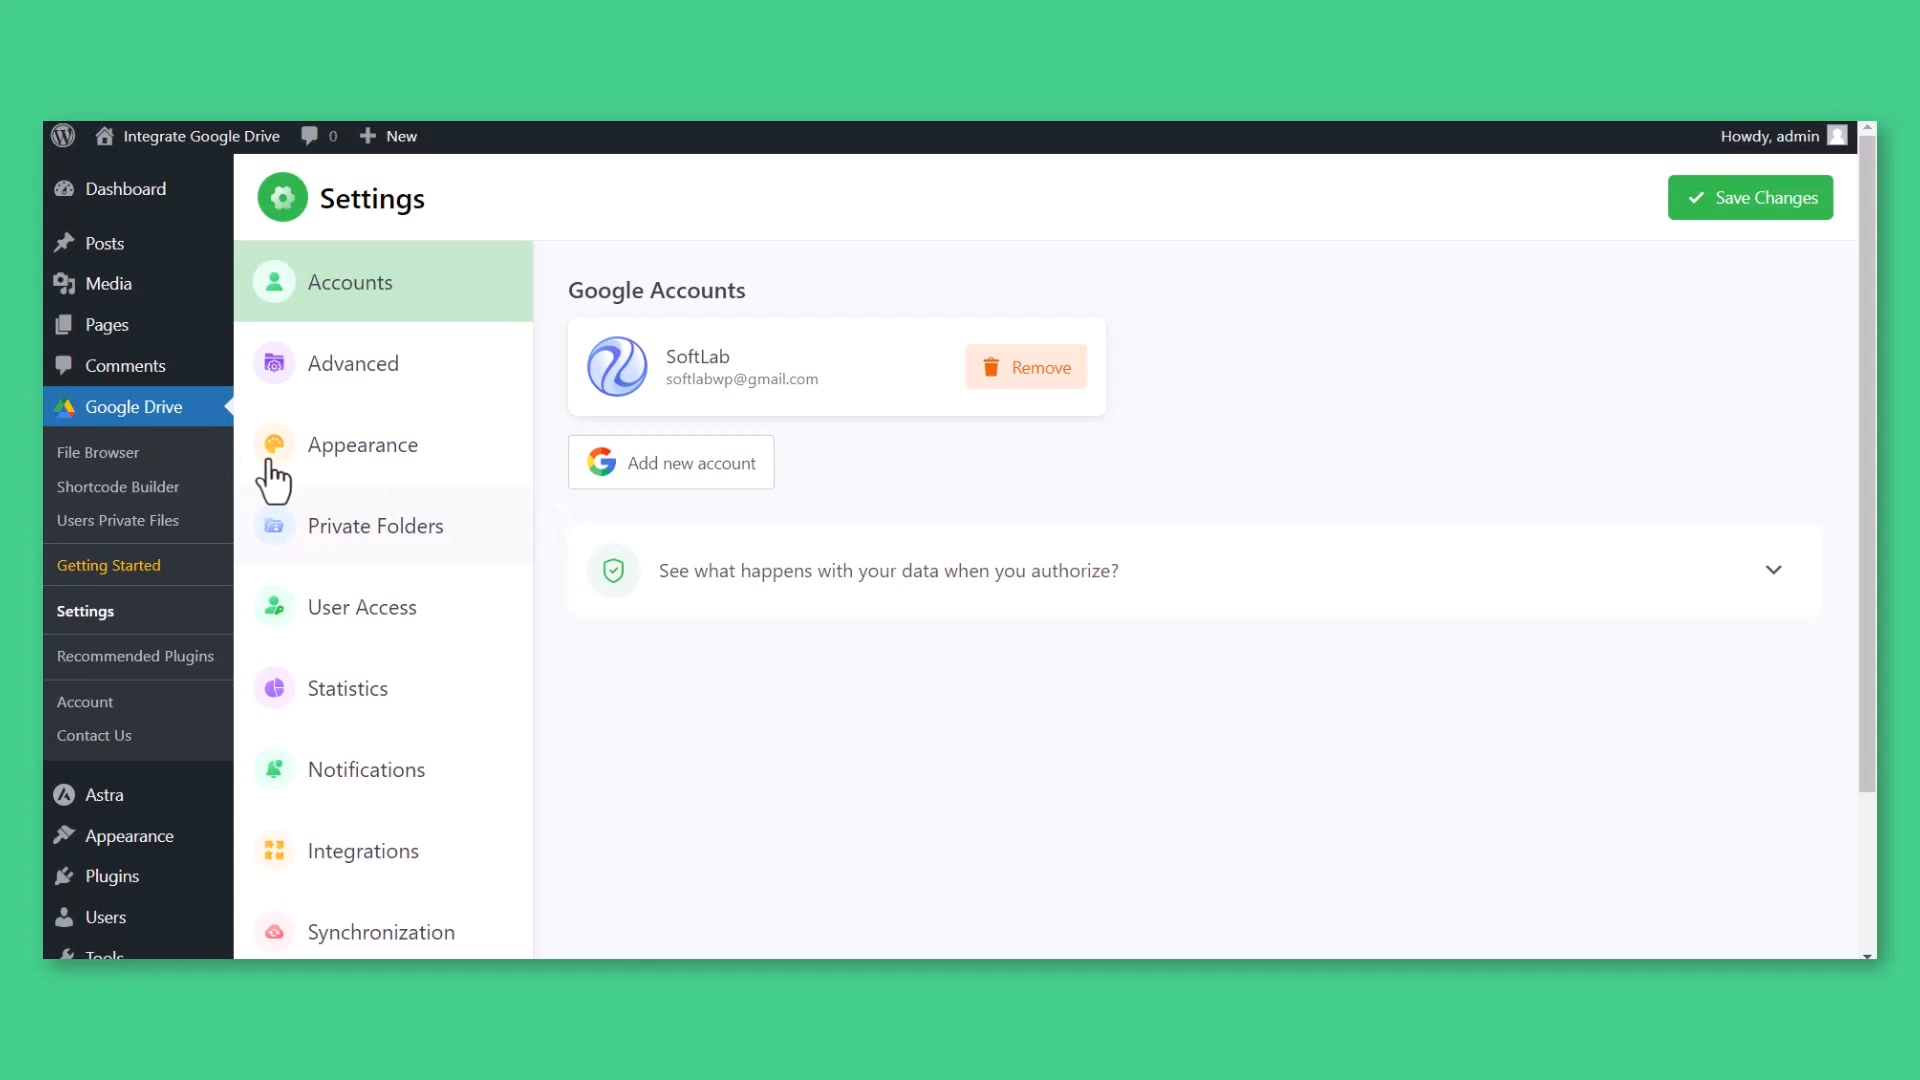 Integrate Google Drive
0
New
Howdy, admin
Dashboard
Posts
Media
Pages
Comments
Google Drive
File Browser
Shortcode Builder
Users Private Files
Getting Started
Settings
Recommended Plugins
Account
Contact Us
Astra
Appearance
Plugins
Users
Tools
Settings
Save Changes
Accounts
Advanced
Appearance
Private Folders
User Access
Statistics
Notifications
Integrations
Synchronization
Google Accounts
SoftLab
softlabwp@gmail.com
Remove
Add new account
See what happens with your data when you authorize?